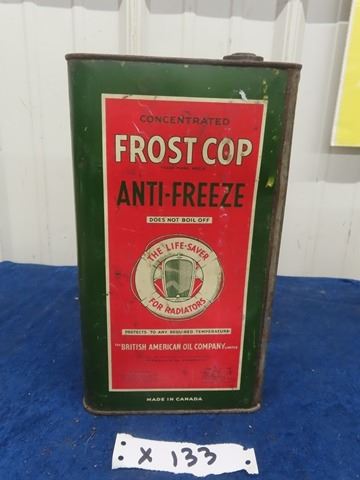 CONCENTRATED
FROST COP
ANTI-FREEZE
DOES NOT BOIL OFF
THE LIFE-SAVER
FOR RADIATORS
PROTECTS TO ANY REQUIRED TEMPERATURE
THE BRITISH AMERICAN OIL COMPANY LIMITED
MADE IN CANADA
X 133